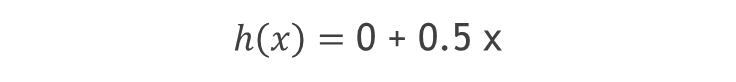 h(x) = 0 + 0.5 x